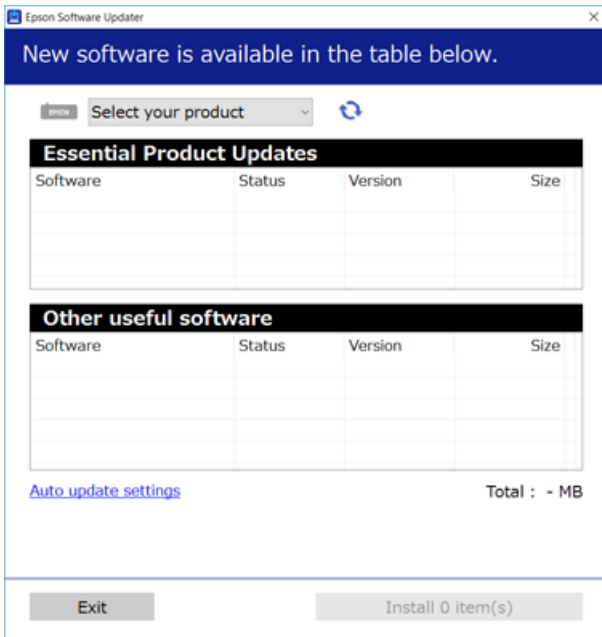 Epson Software Updater
New software is available in the table below.
EPSON Select your product
Essential Product Updates
Software Status Version Size
Other useful software
Software Status Version Size
Auto update settings Total : - MB
Exit Install 0 item(s)